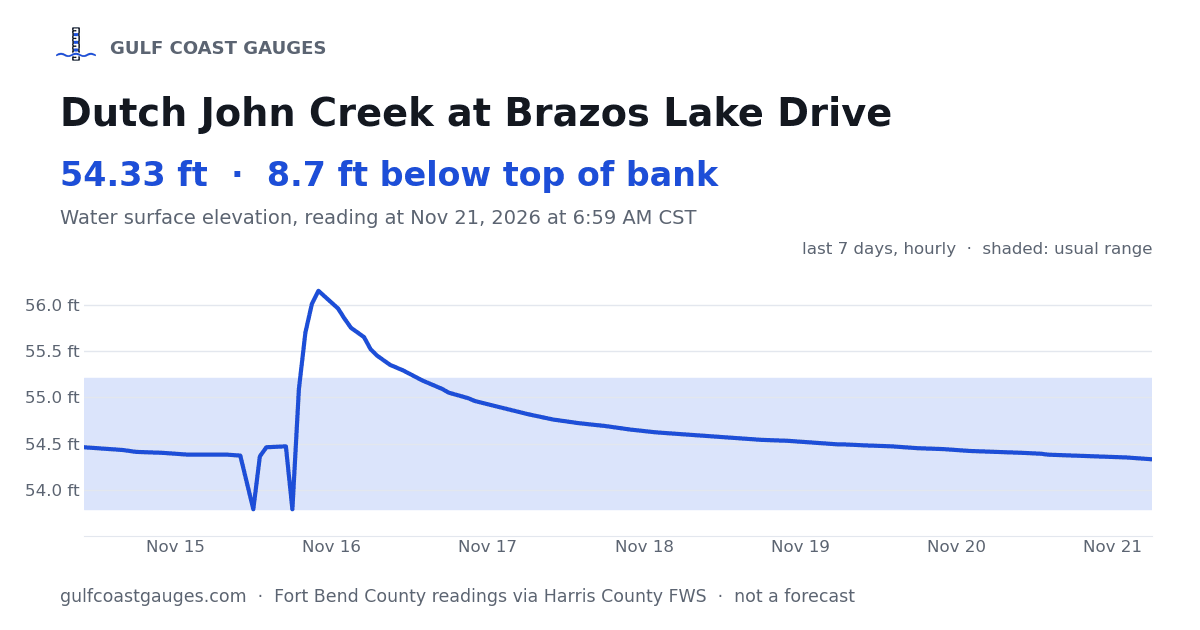 GULF COAST GAUGES
Dutch John Creek at Brazos Lake Drive
54.33 ft · 8.7 ft below top of bank
Water surface elevation, reading at Nov 21, 2026 at 6:59 AM CST
last 7 days, hourly · shaded: usual range
56.0 ft
55.5 ft
55.0 ft
54.5 ft
54.0 ft
Nov 15 Nov 16 Nov 17 Nov 18 Nov 19 Nov 20 Nov 21
gulfcoastgauges.com · Fort Bend County readings via Harris County FWS · not a forecast